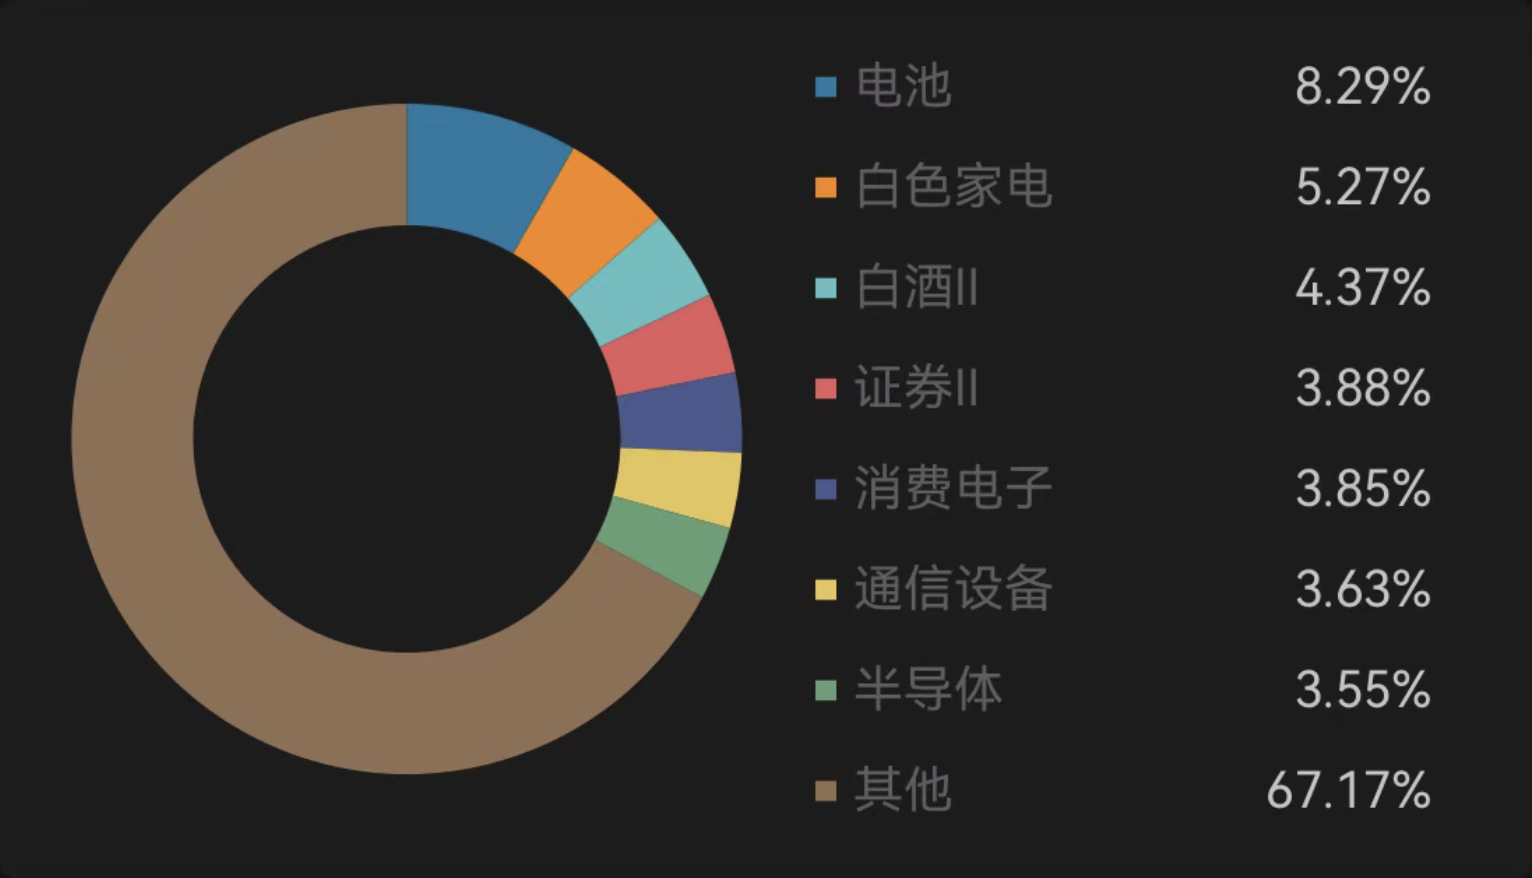 电池 8.29%
白色家电 5.27%
白酒II 4.37%
证券II 3.88%
消费电子 3.85%
通信设备 3.63%
半导体 3.55%
其他 67.17%